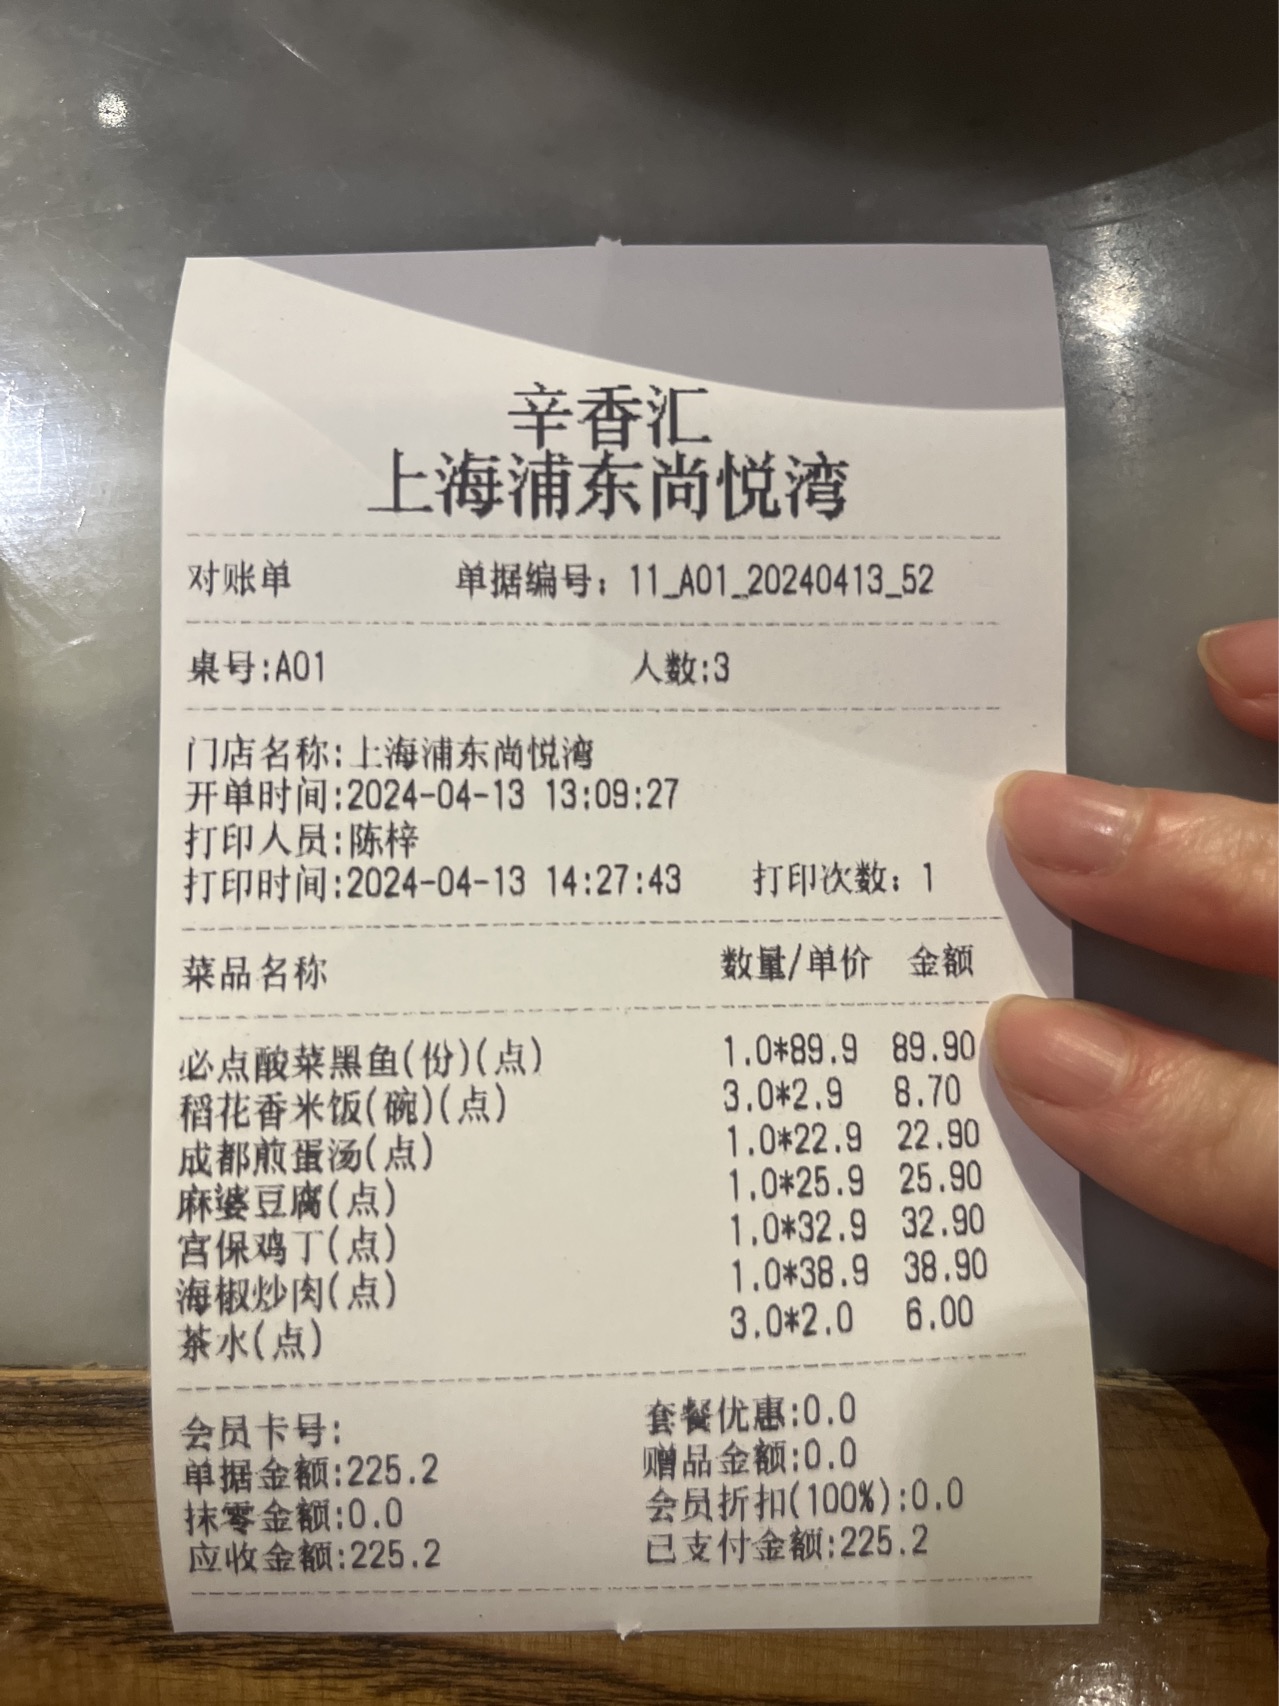 辛香汇
上海浦东尚悦湾
对账单 单据编号：11_A01_20240413_52
桌号:A01 人数:3
门店名称:上海浦东尚悦湾
开单时间:2024-04-13 13:09:27
打印人员:陈梓
打印时间:2024-04-13 14:27:43 打印次数：1
菜品名称 数量/单价 金额
必点酸菜黑鱼(份)(点) 1.0*89.9 89.90
稻花香米饭(碗)(点) 3.0*2.9 8.70
成都煎蛋汤(点) 1.0*22.9 22.90
麻婆豆腐(点) 1.0*25.9 25.90
宫保鸡丁(点) 1.0*32.9 32.90
海椒炒肉(点) 1.0*38.9 38.90
茶水(点) 3.0*2.0 6.00
会员卡号: 套餐优惠:0.0
单据金额:225.2 赠品金额:0.0
抹零金额:0.0 会员折扣(100%):0.0
应收金额:225.2 已支付金额:225.2